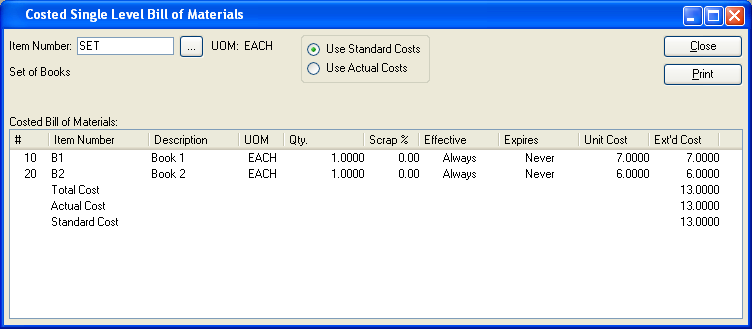 Costed Single Level Bill of Materials
Item Number: SET ... UOM: EACH Use Standard Costs Close
Set of Books Use Actual Costs Print
Costed Bill of Materials:
# Item Number Description UOM Qty. Scrap % Effective Expires Unit Cost Ext'd Cost
10 B1 Book 1 EACH 1.0000 0.00 Always Never 7.0000 7.0000
20 B2 Book 2 EACH 1.0000 0.00 Always Never 6.0000 6.0000
Total Cost 13.0000
Actual Cost 13.0000
Standard Cost 13.0000